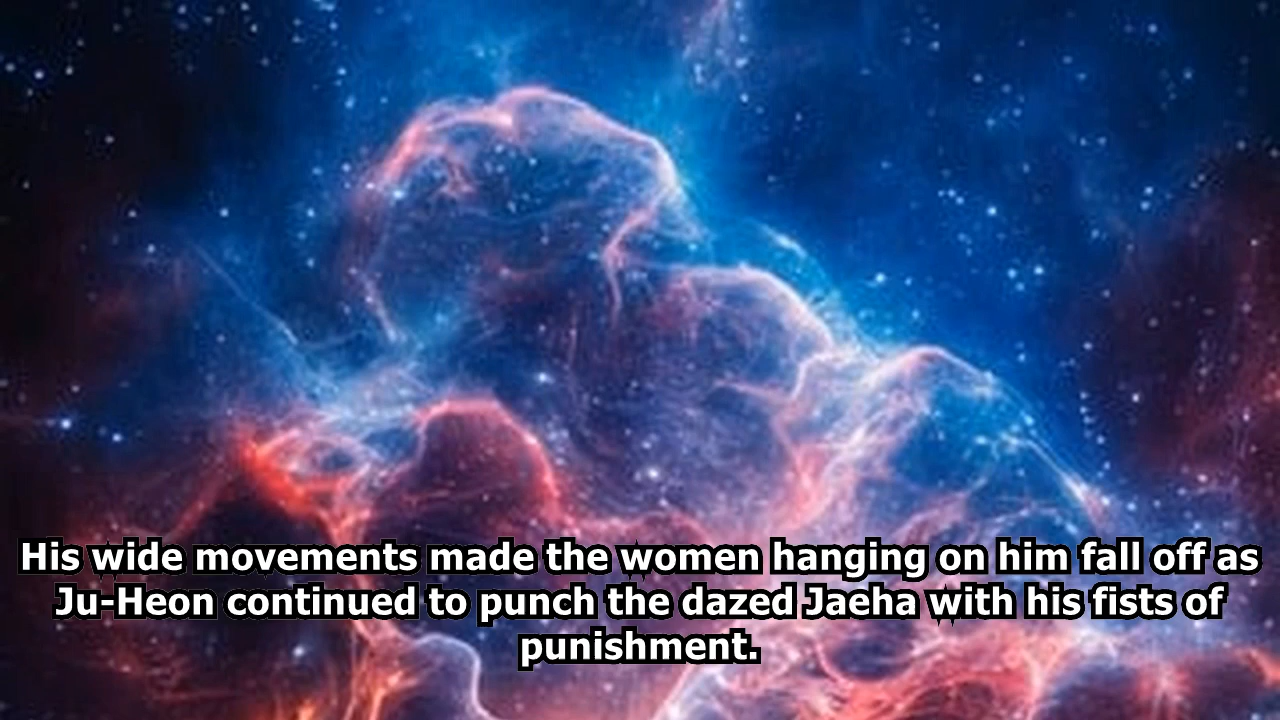 His wide movements made the women hanging on him fall off as
Ju-Heon continued to punch the dazed Jaeha with his fists of
punishment.